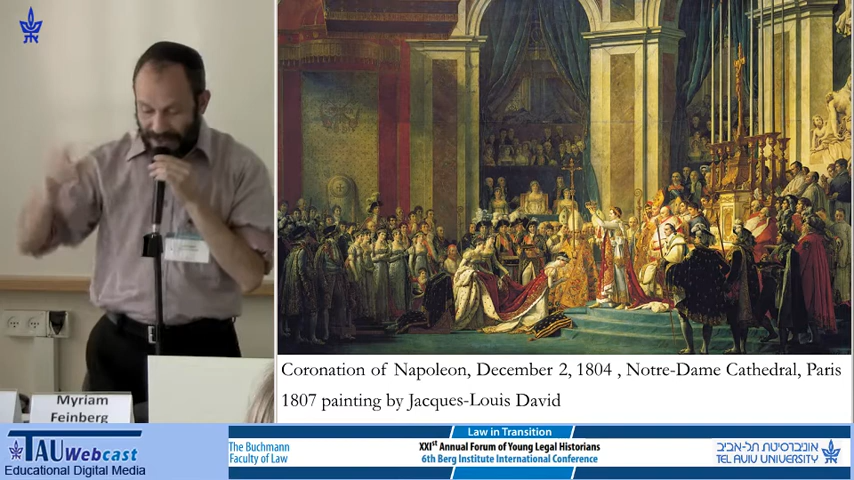 Coronation of Napoleon, December 2, 1804 , Notre-Dame Cathedral, Paris
1807 painting by Jacques-Louis David
Myriam
Feinberg
TAU Webcast
Educational Digital Media
The Buchmann
Faculty of Law
Law in Transition
XXIst Annual Forum of Young Legal Historians
6th Berg Institute International Conference
אוניברסיטת תל-אביב
TEL AVIV UNIVERSITY